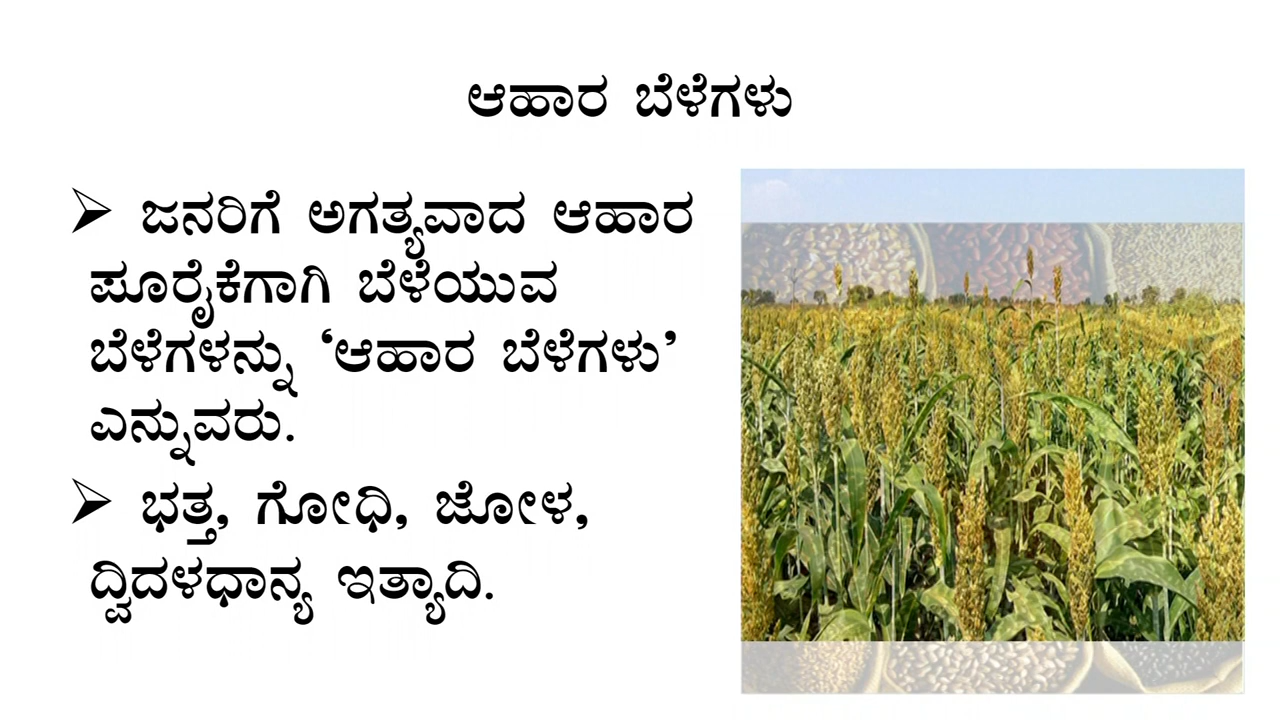 ಆಹಾರ ಬೆಳೆಗಳು
➢ ಜನರಿಗೆ ಅಗತ್ಯವಾದ ಆಹಾರ
ಪೂರೈಕೆಗಾಗಿ ಬೆಳೆಯುವ
ಬೆಳೆಗಳನ್ನು ‘ಆಹಾರ ಬೆಳೆಗಳು’
ಎನ್ನುವರು.
➢ ಭತ್ತ, ಗೋಧಿ, ಜೋಳ,
ದ್ವಿದಳಧಾನ್ಯ ಇತ್ಯಾದಿ.